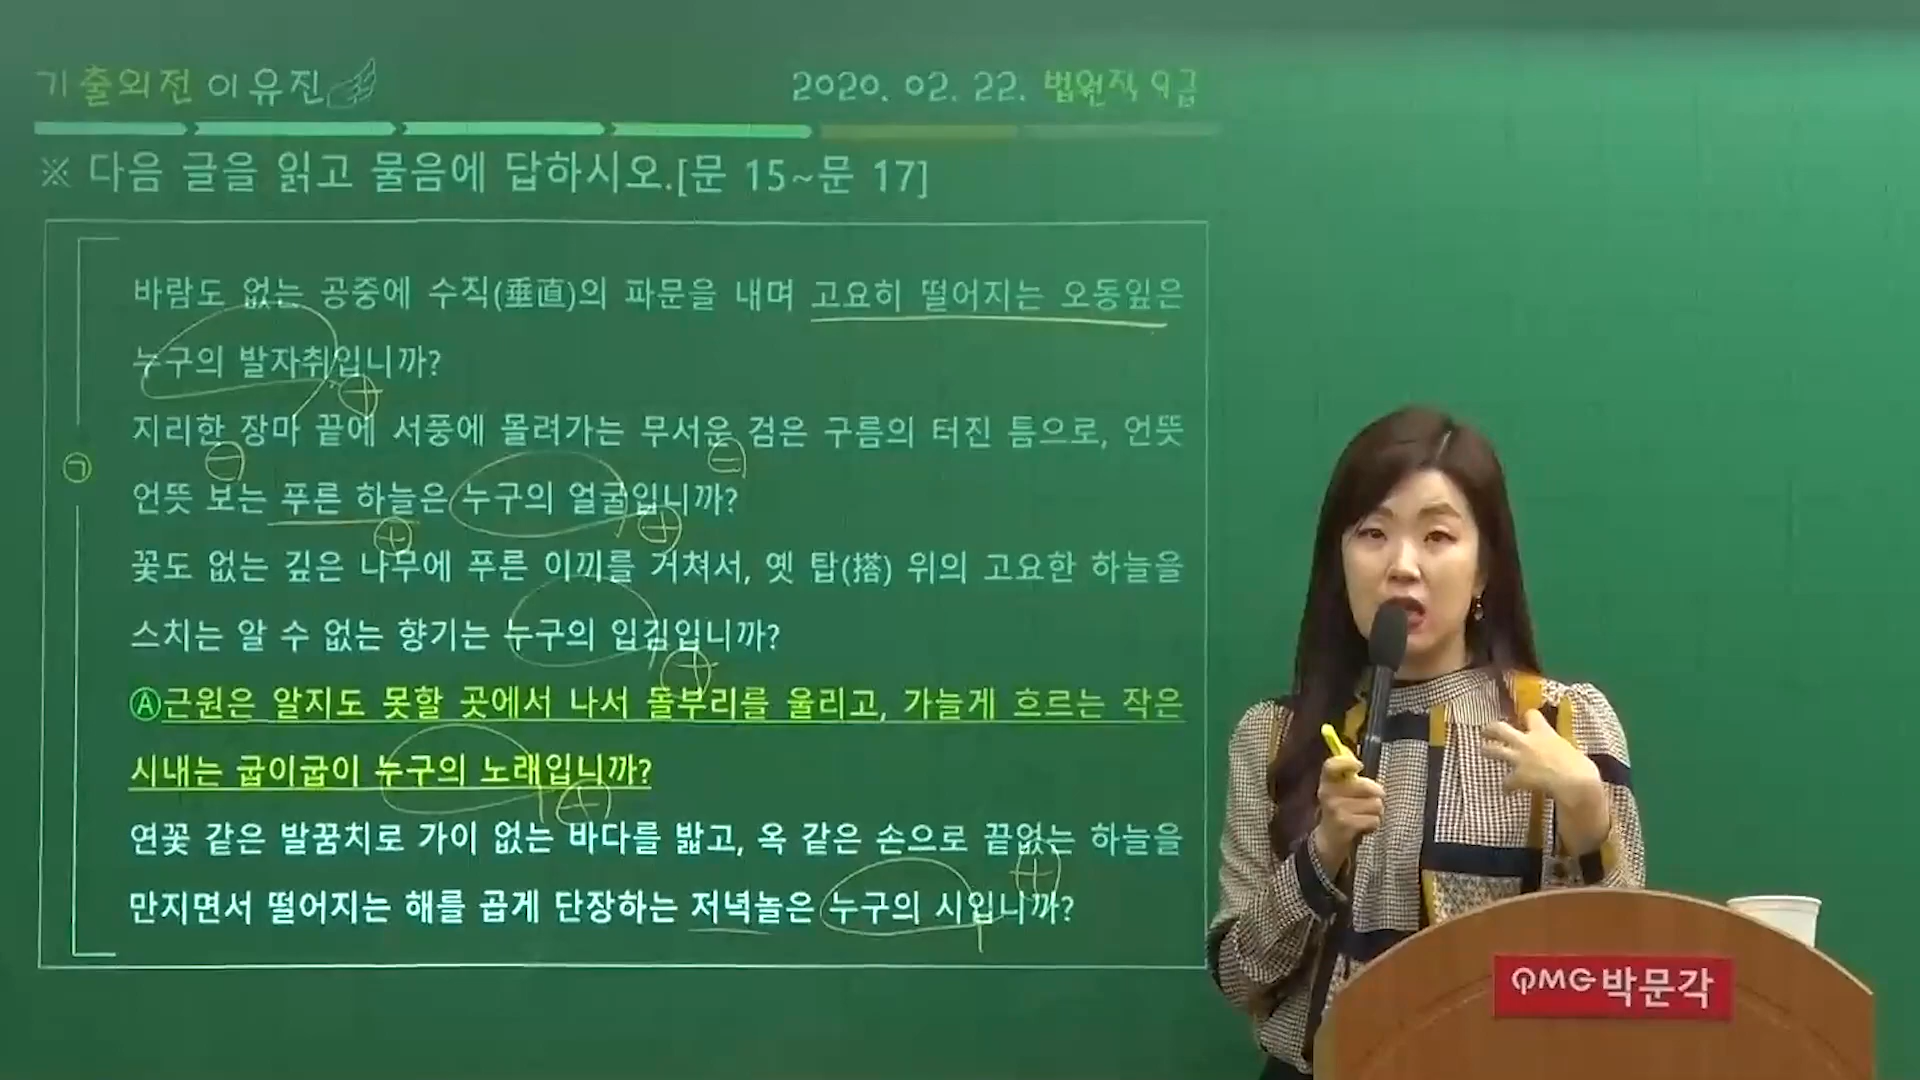 기출외전 이유진
2020. 02. 22. 법원직 9급
※ 다음 글을 읽고 물음에 답하시오.[문 15~문 17]
바람도 없는 공중에 수직(垂直)의 파문을 내며 고요히 떨어지는 오동잎은
누구의 발자취입니까?
지리한 장마 끝에 서풍에 몰려가는 무서운 검은 구름의 터진 틈으로, 언뜻
㉠
언뜻 보는 푸른 하늘은 누구의 얼굴입니까?
꽃도 없는 깊은 나무에 푸른 이끼를 거쳐서, 옛 탑(搭) 위의 고요한 하늘을
스치는 알 수 없는 향기는 누구의 입김입니까?
Ⓐ근원은 알지도 못할 곳에서 나서 돌부리를 울리고, 가늘게 흐르는 작은
시내는 굽이굽이 누구의 노래입니까?
연꽃 같은 발꿈치로 가이 없는 바다를 밟고, 옥 같은 손으로 끝없는 하늘을
만지면서 떨어지는 해를 곱게 단장하는 저녁놀은 누구의 시입니까?
PMG박문각